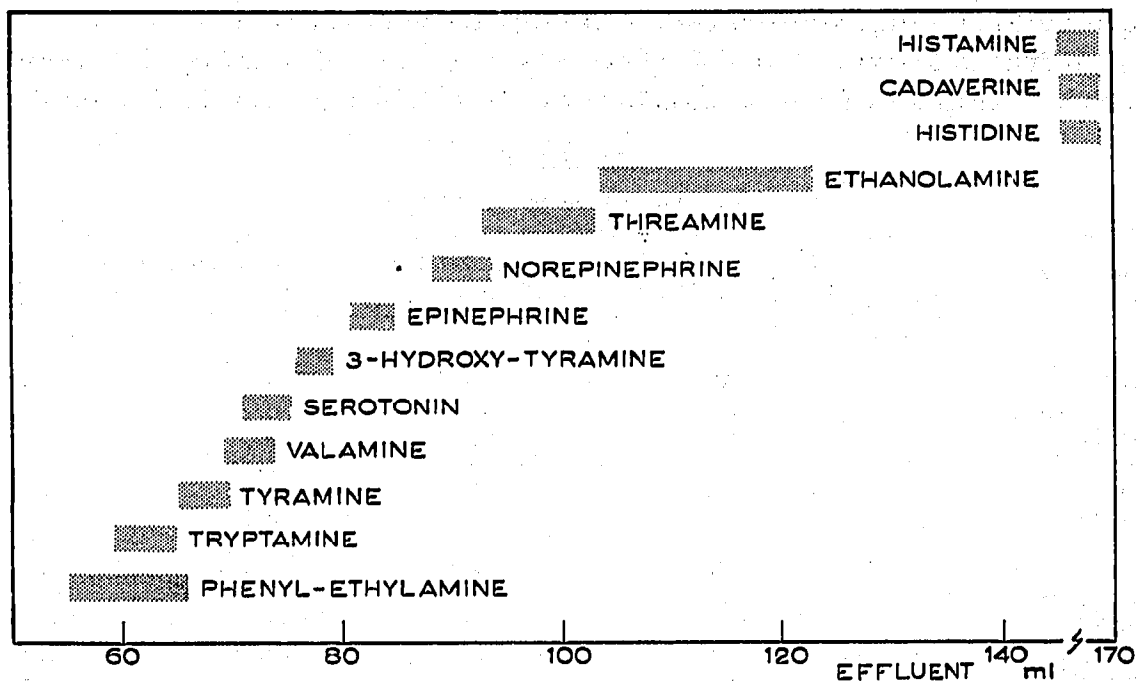 HISTAMINE
CADAVERINE
HISTIDINE
ETHANOLAMINE
THREAMINE
NOREPINEPHRINE
EPINEPHRINE
3-HYDROXY-TYRAMINE
SEROTONIN
VALAMINE
TYRAMINE
TRYPTAMINE
PHENYL-ETHYLAMINE
60 80 100 120 140 170
EFFLUENT ml